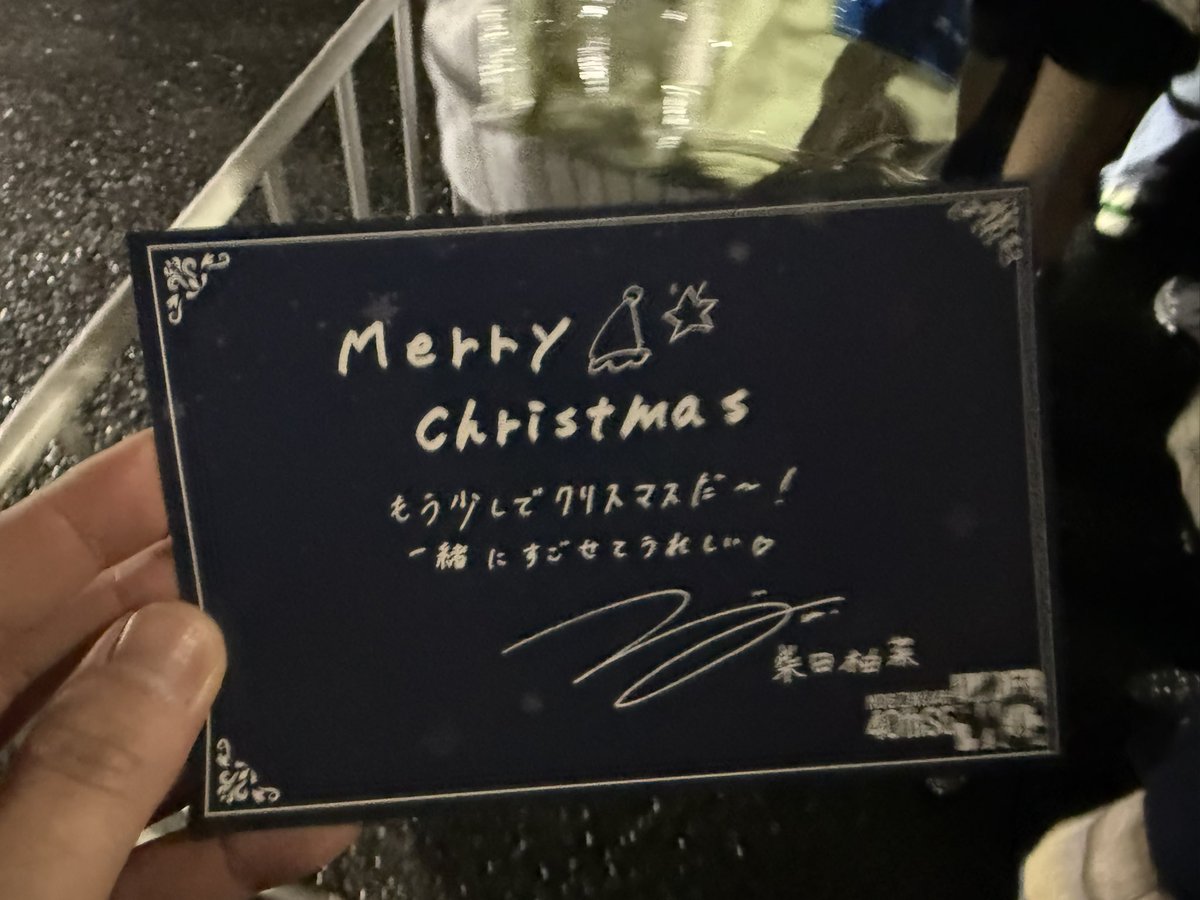 Merry
Christmas
もう少しでクリスマスだ〜!
一緒にすごせてうれしい♡
柴田柚菜